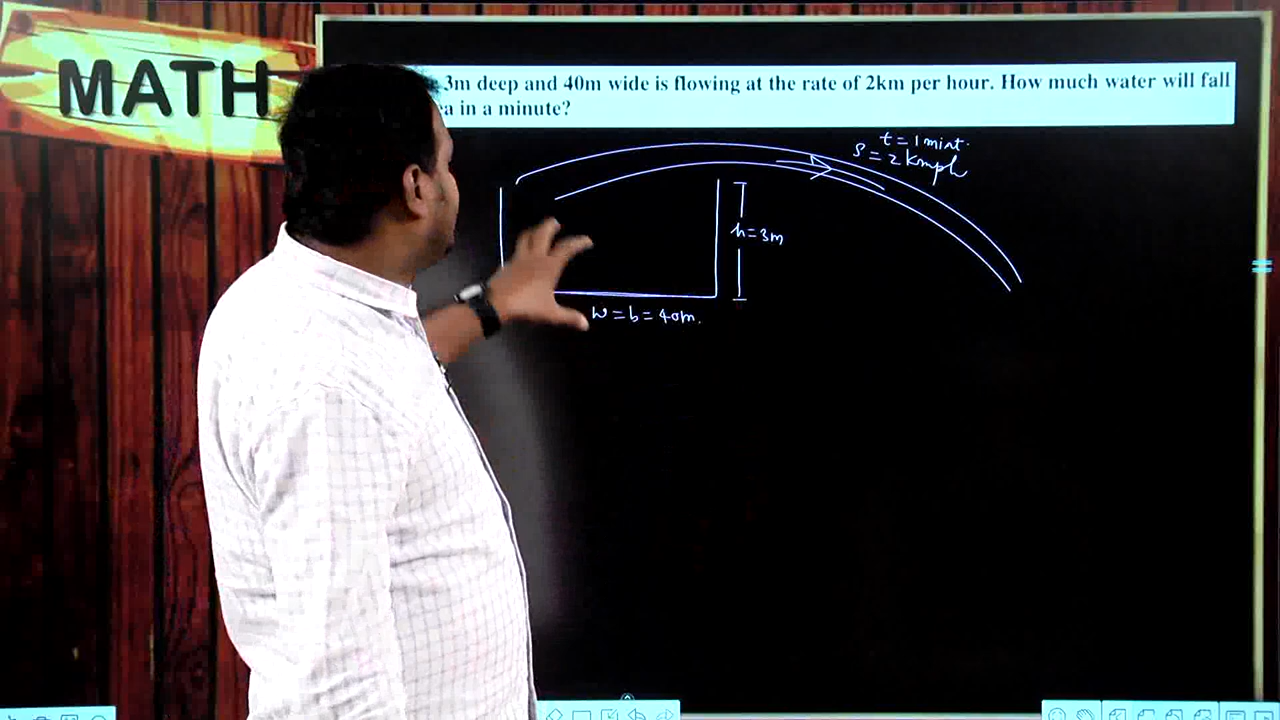 MATH
3m deep and 40m wide is flowing at the rate of 2km per hour. How much water will fall
a in a minute?
t = 1 mint.
S = 2 Kmph
h = 3m
w = b = 40m.